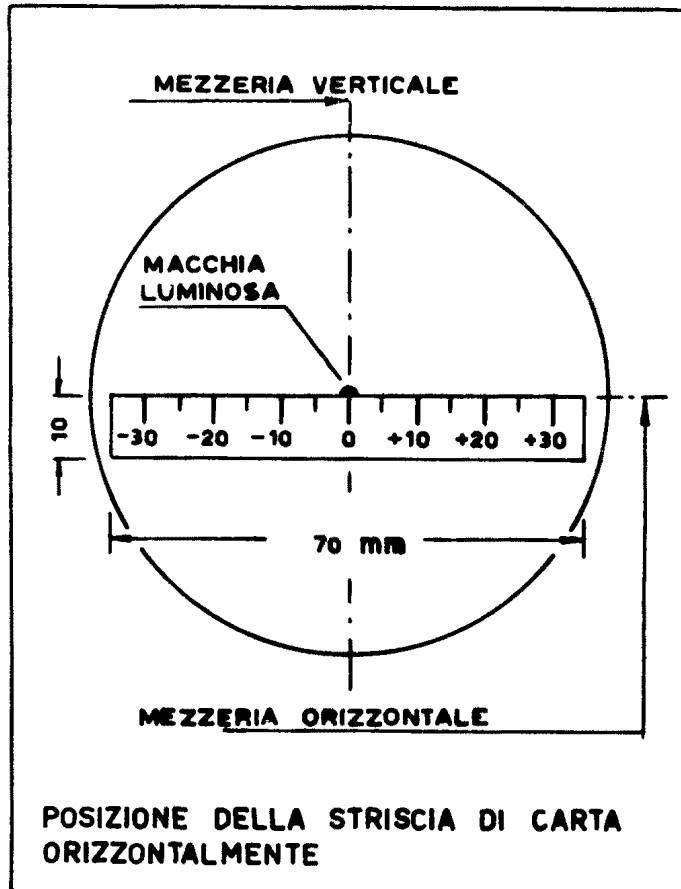 MEZZERIA VERTICALE
MACCHIA
LUMINOSA
10
-30 -20 -10 0 +10 +20 +30
70 mm
MEZZERIA ORIZZONTALE
POSIZIONE DELLA STRISCIA DI CARTA
ORIZZONTALMENTE